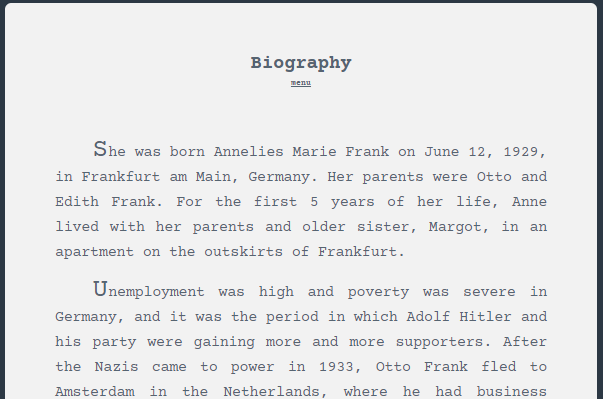 Biography
menu
She was born Annelies Marie Frank on June 12, 1929,
in Frankfurt am Main, Germany. Her parents were Otto and
Edith Frank. For the first 5 years of her life, Anne
lived with her parents and older sister, Margot, in an
apartment on the outskirts of Frankfurt.
Unemployment was high and poverty was severe in
Germany, and it was the period in which Adolf Hitler and
his party were gaining more and more supporters. After
the Nazis came to power in 1933, Otto Frank fled to
Amsterdam in the Netherlands, where he had business